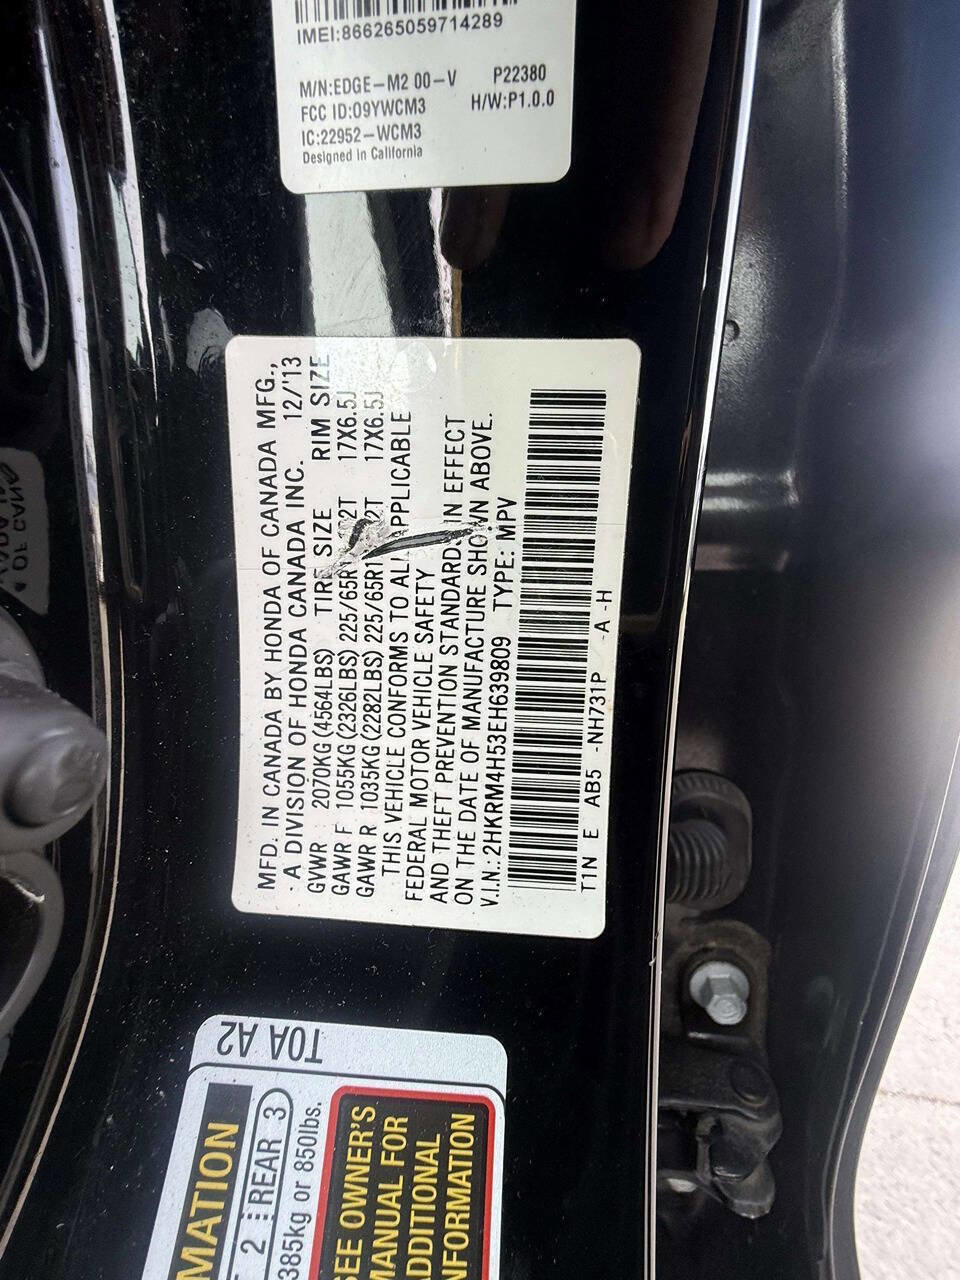 IMEI:866265059714289
M/N:EDGE-M2 00-V P22380
FCC ID:O9YWCM3 H/W:P1.0.0
IC:22952-WCM3
Designed in California
MFD. IN CANADA BY HONDA OF CANADA MFG.,
A DIVISION OF HONDA CANADA INC. 12/'13
GVWR 2070KG(4564LBS) TIRE SIZE RIM SIZE
GAWR F 1055KG(2326LBS) 225/65R 2T 17X6.5J
GAWR R 1035KG(2282LBS) 225/65R1 2T 17X6.5J
THIS VEHICLE CONFORMS TO ALL APPLICABLE
FEDERAL MOTOR VEHICLE SAFETY
AND THEFT PREVENTION STANDARDS IN EFFECT
ON THE DATE OF MANUFACTURE SHOWN ABOVE.
V.I.N.: 2HKRM4H53EH639809 TYPE: MPV
T1N E AB5 -NH731P -A -H
T0A A2
MATION
2 REAR 3
385kg or 850lbs.
SEE OWNER'S
MANUAL FOR
ADDITIONAL
INFORMATION